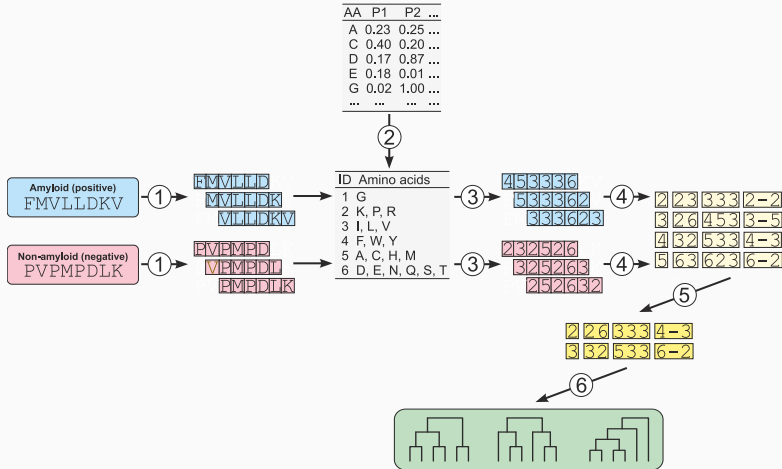 AA P1 P2 ...
A 0.23 0.25 ...
C 0.40 0.20 ...
D 0.17 0.87 ...
E 0.18 0.01 ...
G 0.02 1.00 ...
... ... ... ...
2
Amyloid (positive)
FMVLLDKV
1
FMVLLD
MVLLDK
VLLDKV
ID Amino acids
1 G
2 K, P, R
3 I, L, V
4 F, W, Y
5 A, C, H, M
6 D, E, N, Q, S, T
3
453336
533362
333623
4
Non-amyloid (negative)
PVPMPDLK
1
PVPMPD
VPMPDL
PMPDLK
3
232526
325263
252632
4
2 23 333 2-2
3 26 453 3-5
4 32 533 4-3
5 63 623 6-2
5
2 26 333 4-3
3 32 533 6-2
6